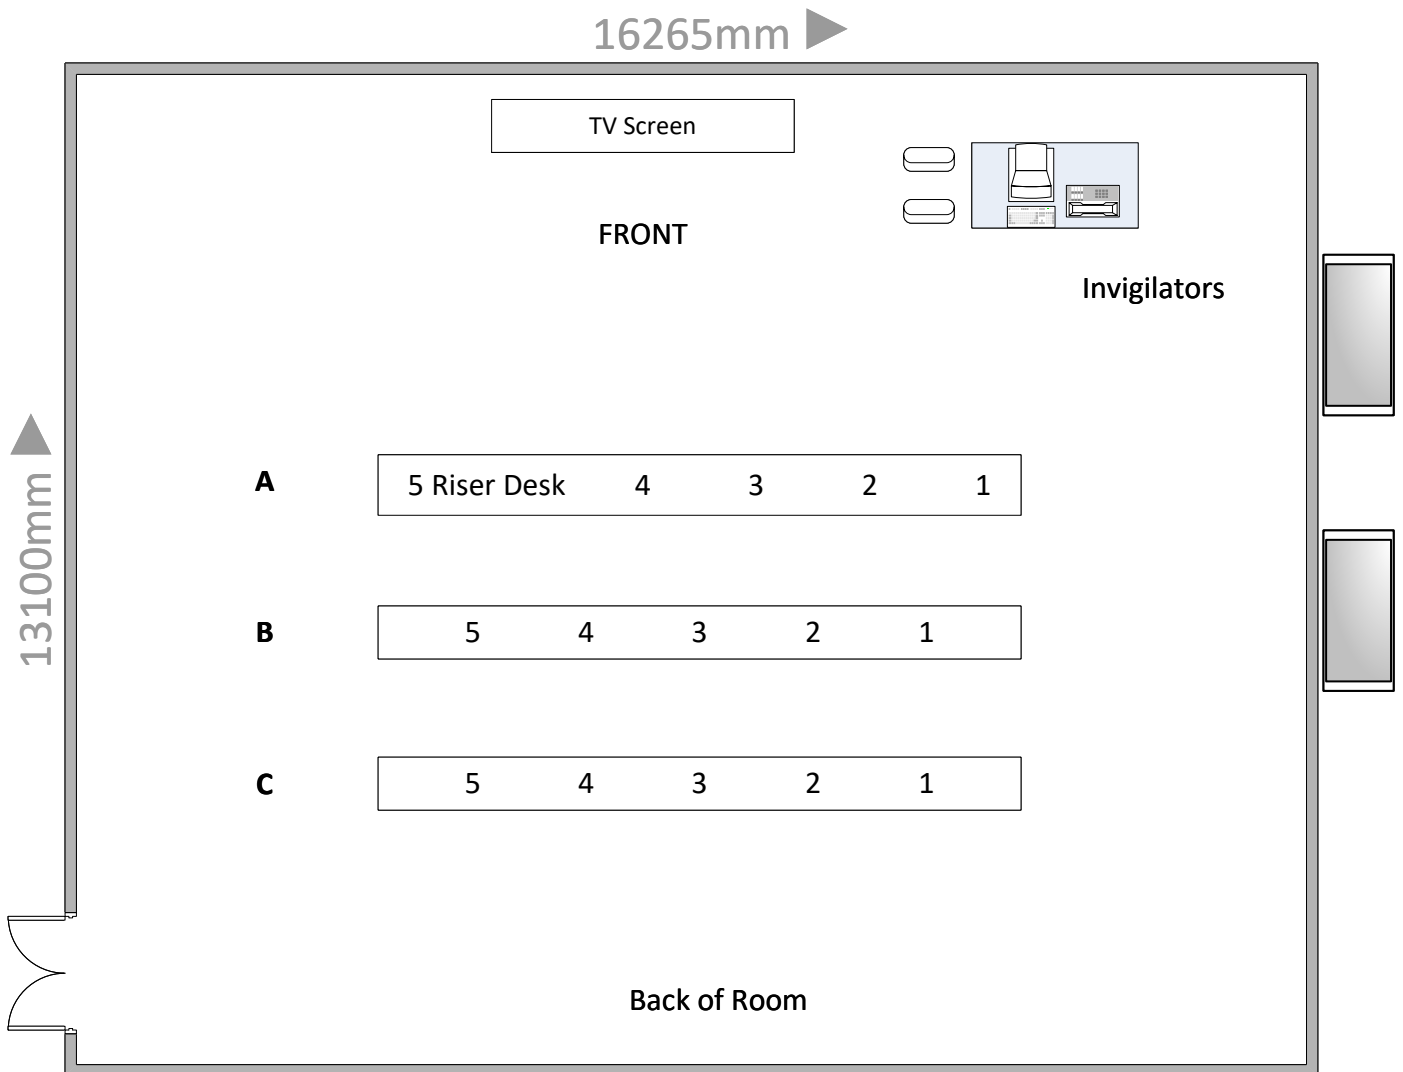 16265mm
TV Screen
FRONT
Invigilators
13100mm
A 5 Riser Desk 4 3 2 1
B 5 4 3 2 1
C 5 4 3 2 1
Back of Room